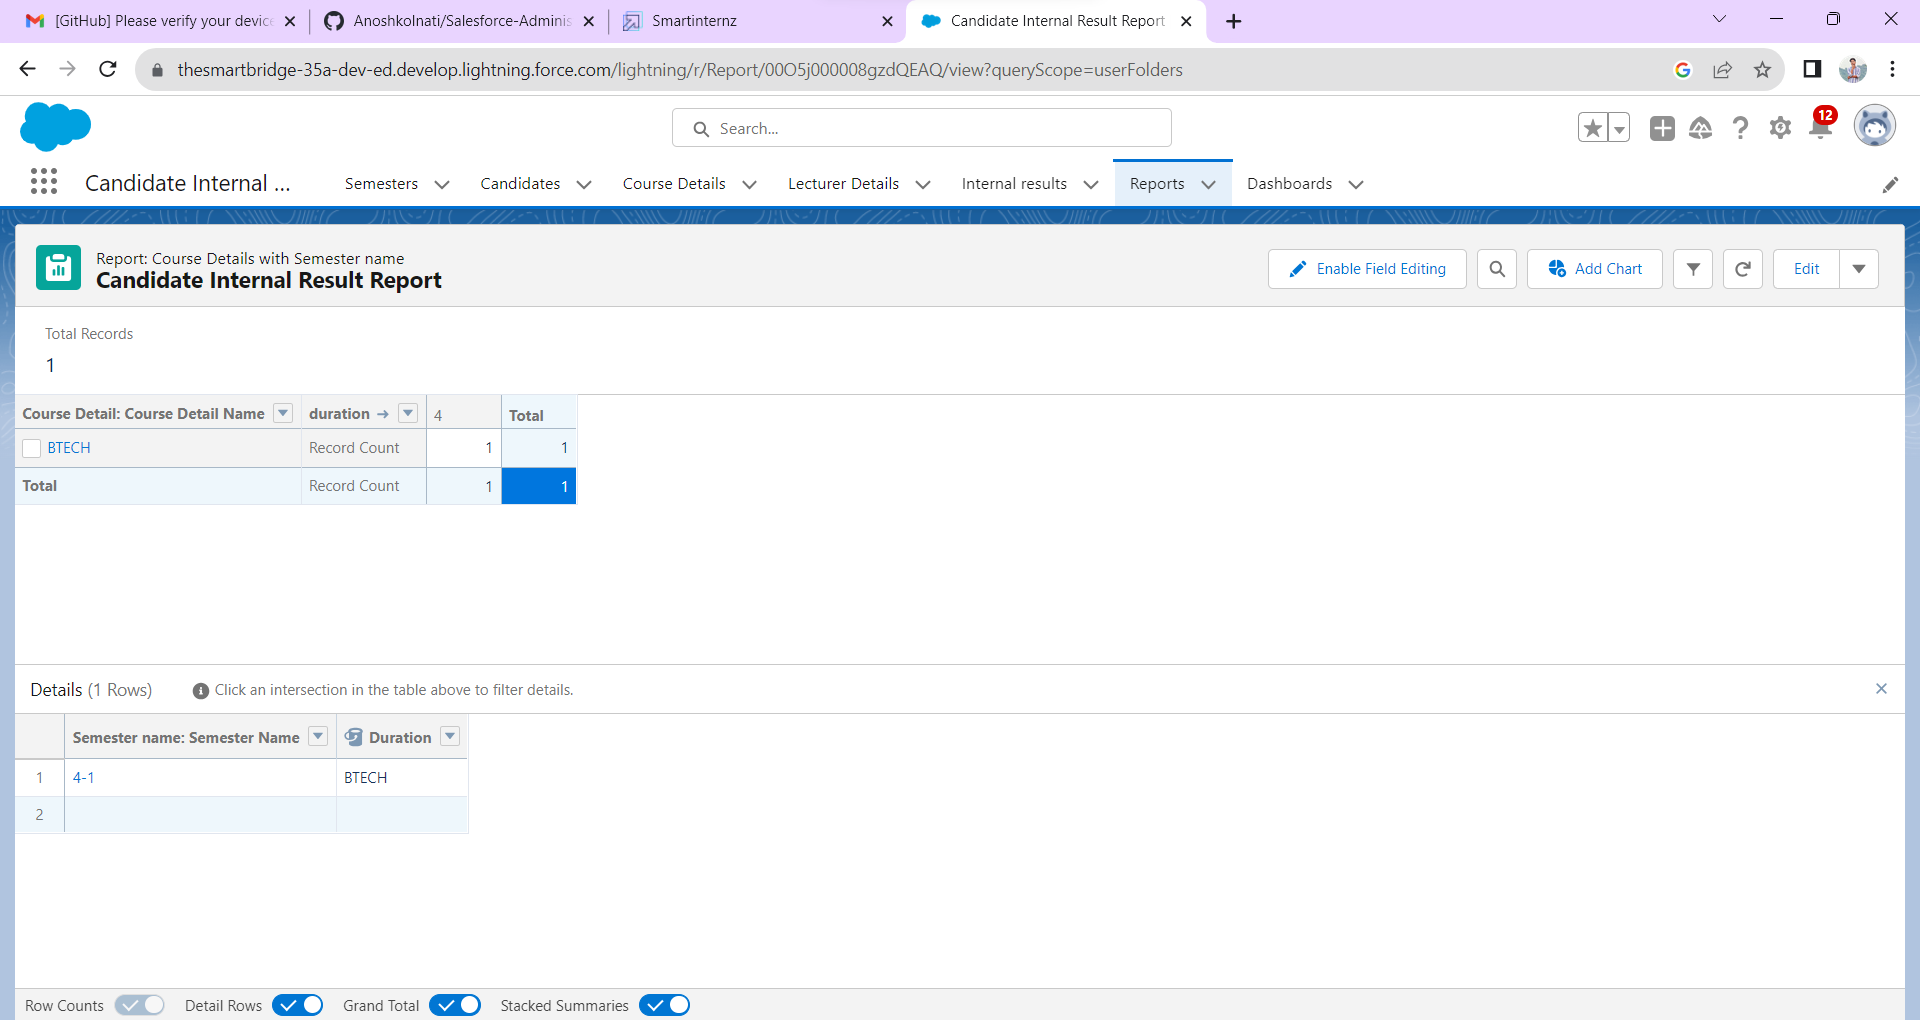 [GitHub] Please verify your device
Anoshkolnati/Salesforce-Adminis
Smartinternz
Candidate Internal Result Report
thesmartbridge-35a-dev-ed.develop.lightning.force.com/lightning/r/Report/00O5j000008gzdQEAQ/view?queryScope=userFolders
Search...
12
Candidate Internal ...
Semesters
Candidates
Course Details
Lecturer Details
Internal results
Reports
Dashboards
Report: Course Details with Semester name
Candidate Internal Result Report
Enable Field Editing
Add Chart
Edit
Total Records
1
Course Detail: Course Detail Name duration → 4 Total
BTECH Record Count 1 1
Total Record Count 1 1
Details (1 Rows) Click an intersection in the table above to filter details.
Semester name: Semester Name Duration
1 4-1 BTECH
2
Row Counts Detail Rows Grand Total Stacked Summaries